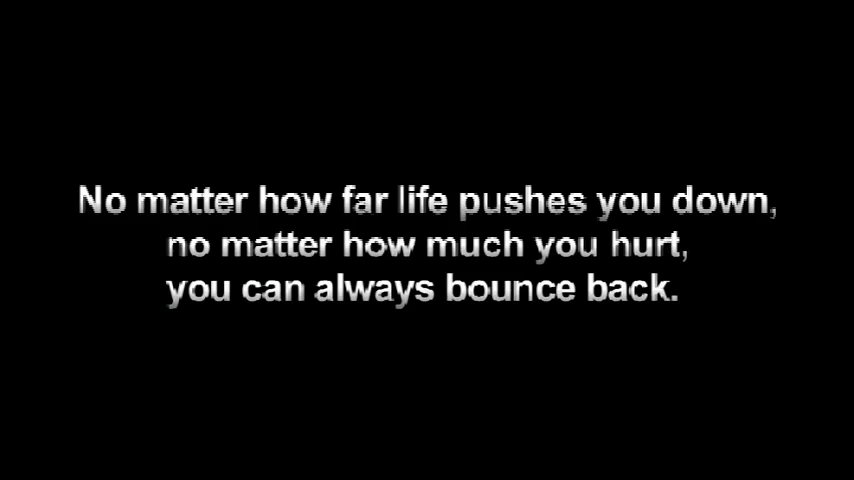 No matter how far life pushes you down,
no matter how much you hurt,
you can always bounce back.